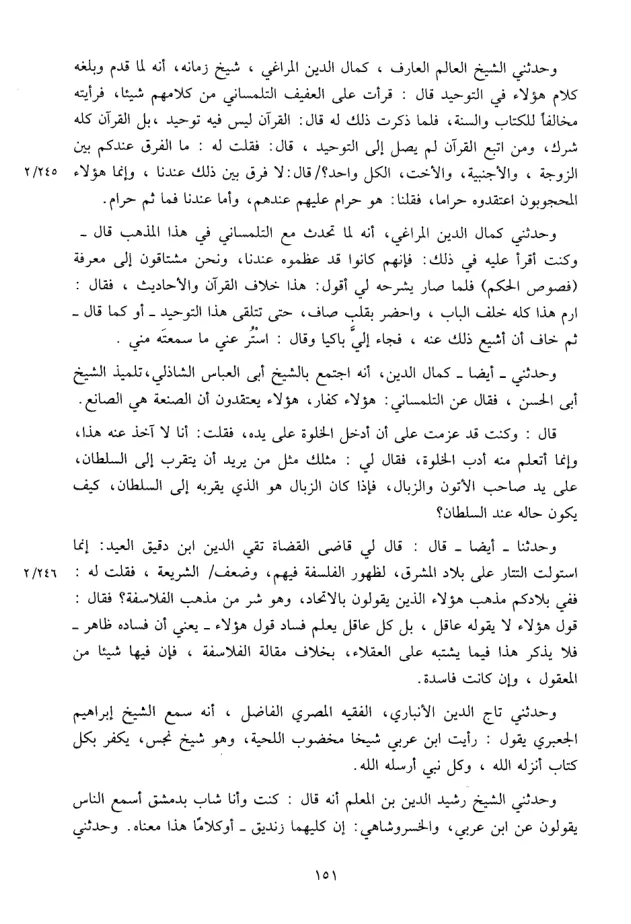 وحدثني الشيخ العالم العارف ، كمال الدين المراغي ، شيخ زمانه، أنه لما قدم وبلغه
كلام هؤلاء في التوحيد قال : قرأت على العفيف التلمساني من كلامهم شيئا، فرأيته
مخالفاً للكتاب والسنة، فلما ذكرت ذلك له قال: القرآن ليس فيه توحيد ،بل القرآن كله
شرك، ومن اتبع القرآن لم يصل إلى التوحيد ، قال: فقلت له : ما الفرق عندكم بين
الزوجة ، والأجنبية، والأخت، الكل واحد؟/ قال:لا فرق بين ذلك عندنا ، وإنما هؤلاء ٢/٢٤٥
المحجوبون اعتقدوه حراما، فقلنا: هو حرام عليهم عندهم، وأما عندنا فما ثم حرام.
وحدثني كمال الدين المراغي، أنه لما تحدث مع التلمساني في هذا المذهب قال ـ
وكنت أقرأ عليه في ذلك: فإنهم كانوا قد عظموه عندنا، ونحن مشتاقون إلى معرفة
(فصوص الحكم) فلما صار يشرحه لي أقول: هذا خلاف القرآن والأحاديث ، فقال :
ارم هذا كله خلف الباب ، واحضر بقلب صاف، حتى تتلقى هذا التوحيد ـ أو كما قال ـ
ثم خاف أن أشيع ذلك عنه ، فجاء إليَّ باكيا وقال : استُر عني ما سمعتَه مني .
وحدثني ـ أيضا ـ كمال الدين، أنه اجتمع بالشيخ أبى العباس الشاذلي،تلميذ الشيخ
أبى الحسن ، فقال عن التلمساني: هؤلاء كفار، هؤلاء يعتقدون أن الصنعة هي الصانع.
قال : وكنت قد عزمت على أن أدخل الخلوة على يده، فقلت: أنا لا آخذ عنه هذا،
وإنما أتعلم منه أدب الخلوة، فقال لي : مثلك مثل من يريد أن يتقرب إلى السلطان،
على يد صاحب الأتون والزبال، فإذا كان الزبال هو الذي يقربه إلى السلطان، كيف
يكون حاله عند السلطان؟
وحدثنا ـ أيضا ـ قال : قال لي قاضى القضاة تقي الدين ابن دقيق العيد: إنما
استولت التتار على بلاد المشرق، لظهور الفلسفة فيهم، وضعف/ الشريعة ، فقلت له : ٢/٢٤٦
ففي بلادكم مذهب هؤلاء الذين يقولون بالاتحاد، وهو شر من مذهب الفلاسفة؟ فقال :
قول هؤلاء لا يقوله عاقل ، بل كل عاقل يعلم فساد قول هؤلاء ـ يعني أن فساده ظاهر ـ
فلا يذكر هذا فيما يشتبه على العقلاء، بخلاف مقالة الفلاسفة ، فإن فيها شيئا من
المعقول ، وإن كانت فاسدة.
وحدثني تاج الدين الأنباري، الفقيه المصري الفاضل ، أنه سمع الشيخ إبراهيم
الجعبري يقول : رأيت ابن عربي شيخا مخضوب اللحية، وهو شيخ نجس، يكفر بكل
كتاب أنزله الله ، وكل نبي أرسله الله.
وحدثني الشيخ رشيد الدين بن المعلم أنه قال : كنت وأنا شاب بدمشق أسمع الناس
يقولون عن ابن عربي، والخسروشاهي: إن كليهما زنديق ـ أوكلامًا هذا معناه. وحدثني
١٥١